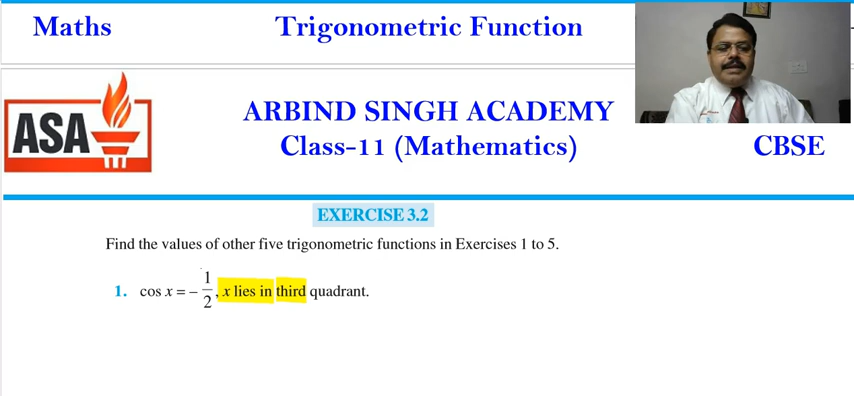 Maths
Trigonometric Function
ASA
ARBIND SINGH ACADEMY
Class-11 (Mathematics)
CBSE
EXERCISE 3.2
Find the values of other five trigonometric functions in Exercises 1 to 5.
1. cos x = – 1/2, x lies in third quadrant.